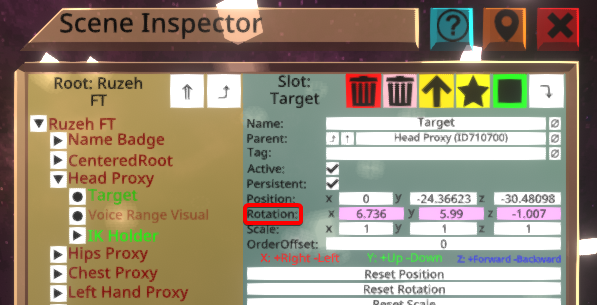 Scene Inspector
?
Root: Ruzeh FT
Slot: Target
Ruzeh FT
Name Badge
CenteredRoot
Head Proxy
Target
Voice Range Visual
IK Holder
Hips Proxy
Chest Proxy
Left Hand Proxy
Name: Target Ø
Parent: Head Proxy (ID710700) Ø
Tag: Ø
Active:
Persistent:
Position: x 0 y -24.36623 z -30.48098
Rotation: x 6.736 y 5.99 z -1.007
Scale: x 1 y 1 z 1
OrderOffset: 0
X: +Right -Left Y: +Up -Down Z: +Forward -Backward
Reset Position
Reset Rotation
Reset Scale